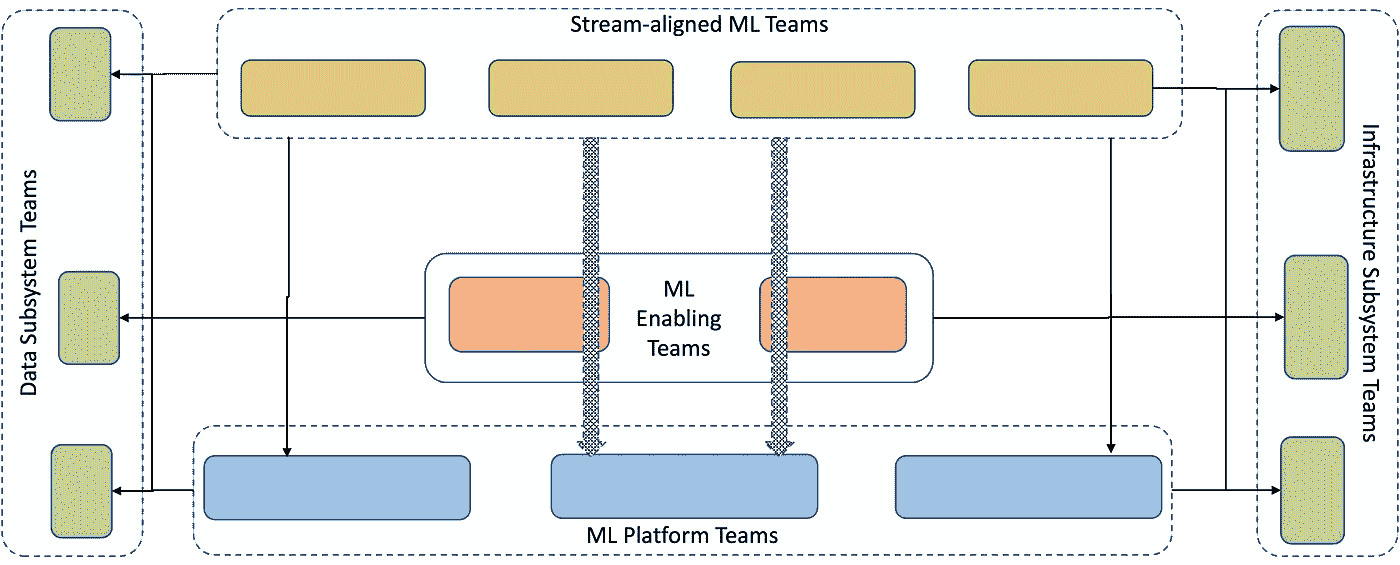 Stream-aligned ML Teams
Data Subsystem Teams
ML
Enabling
Teams
Infrastructure Subsystem Teams
ML Platform Teams